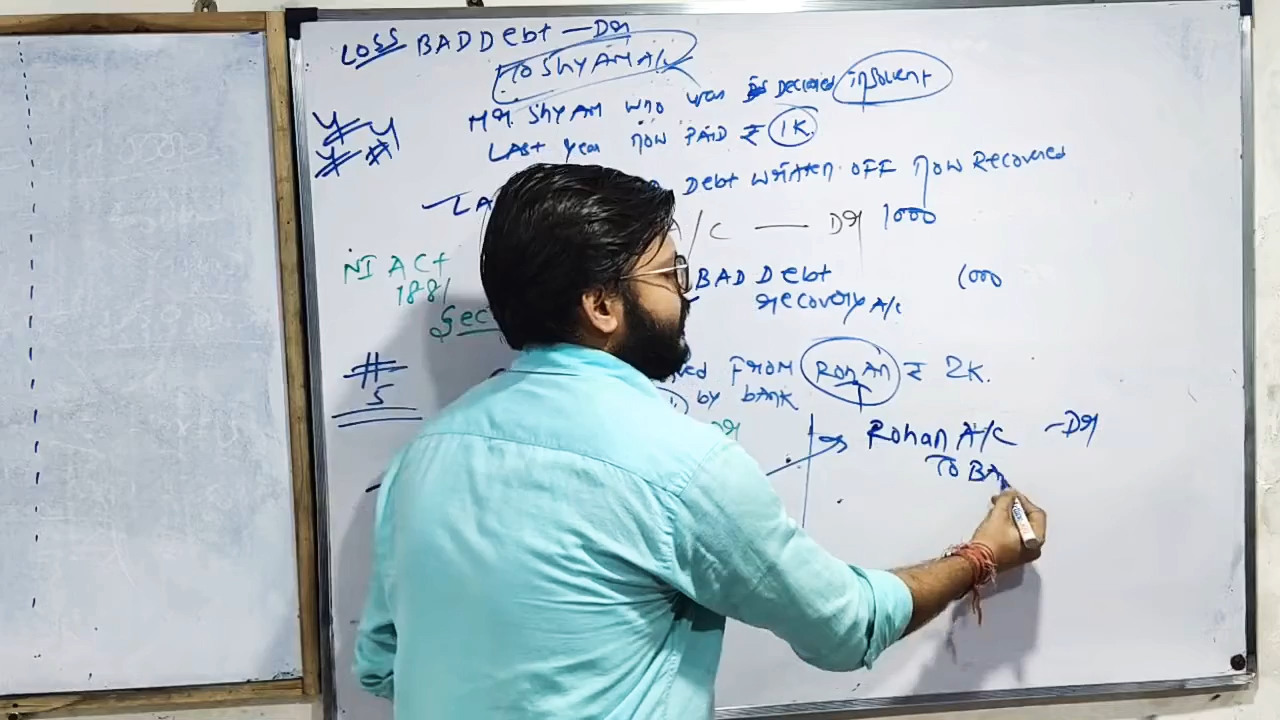 LOSS BAD Debt — Dr
TO SHYAM A/c
Mr. SHYAM who was Declared insolvent
LAST year now PAID ₹ 1K.
Debt written OFF now Recovered
A/C — Dr 1000
BAD Debt 1000
recovery A/c
NI ACT
1881
Sec
# FROM Rohan ₹ 2K.
5 by bank
Dr
Rohan A/C - Dr
TO BA